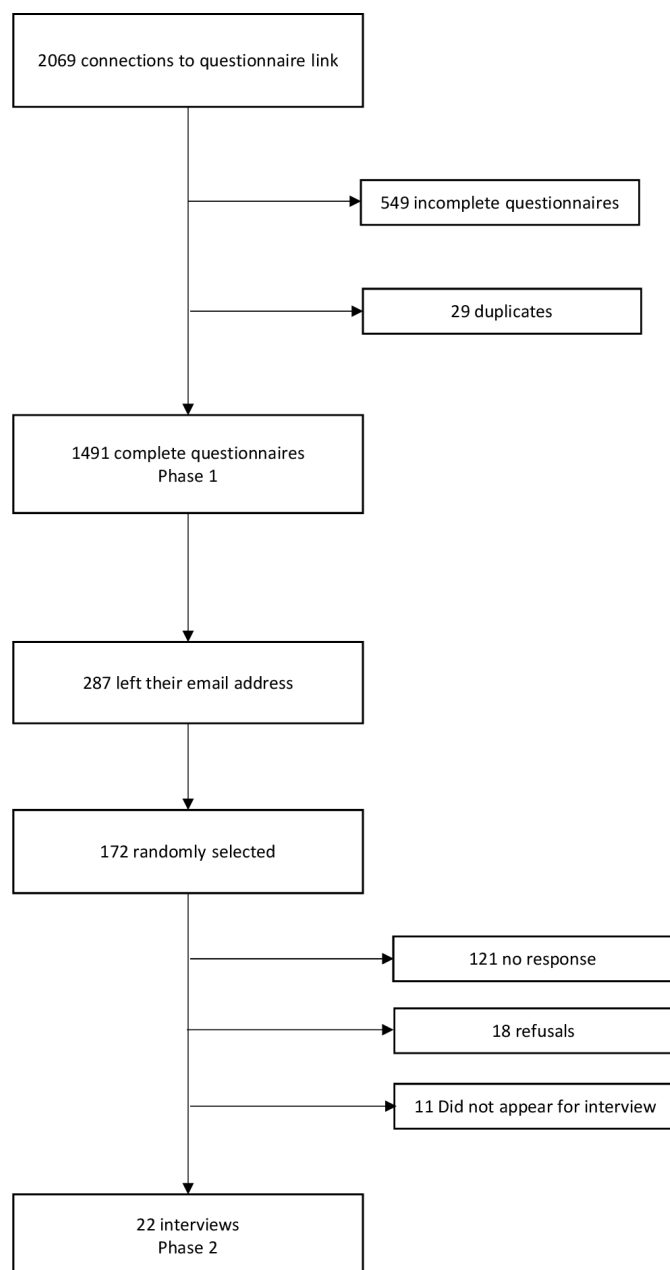 2069 connections to questionnaire link
549 incomplete questionnaires
29 duplicates
1491 complete questionnaires
Phase 1
287 left their email address
172 randomly selected
121 no response
18 refusals
11 Did not appear for interview
22 interviews
Phase 2